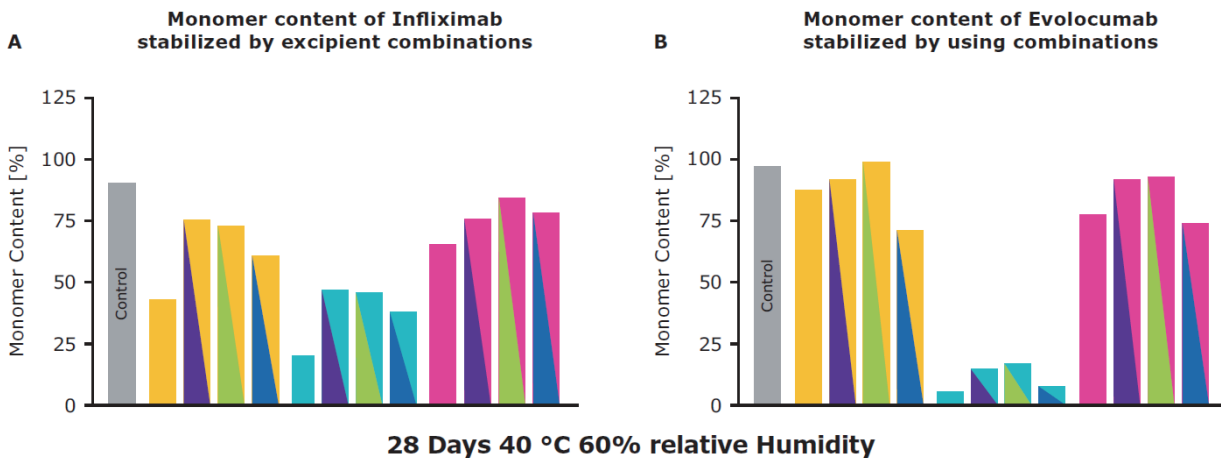 A
Monomer content of Infliximab
stabilized by excipient combinations
Monomer Content [%]
125
100
75
50
25
0
Control
B
Monomer content of Evolocumab
stabilized by using combinations
Monomer Content [%]
125
100
75
50
25
0
Control
28 Days 40 °C 60% relative Humidity